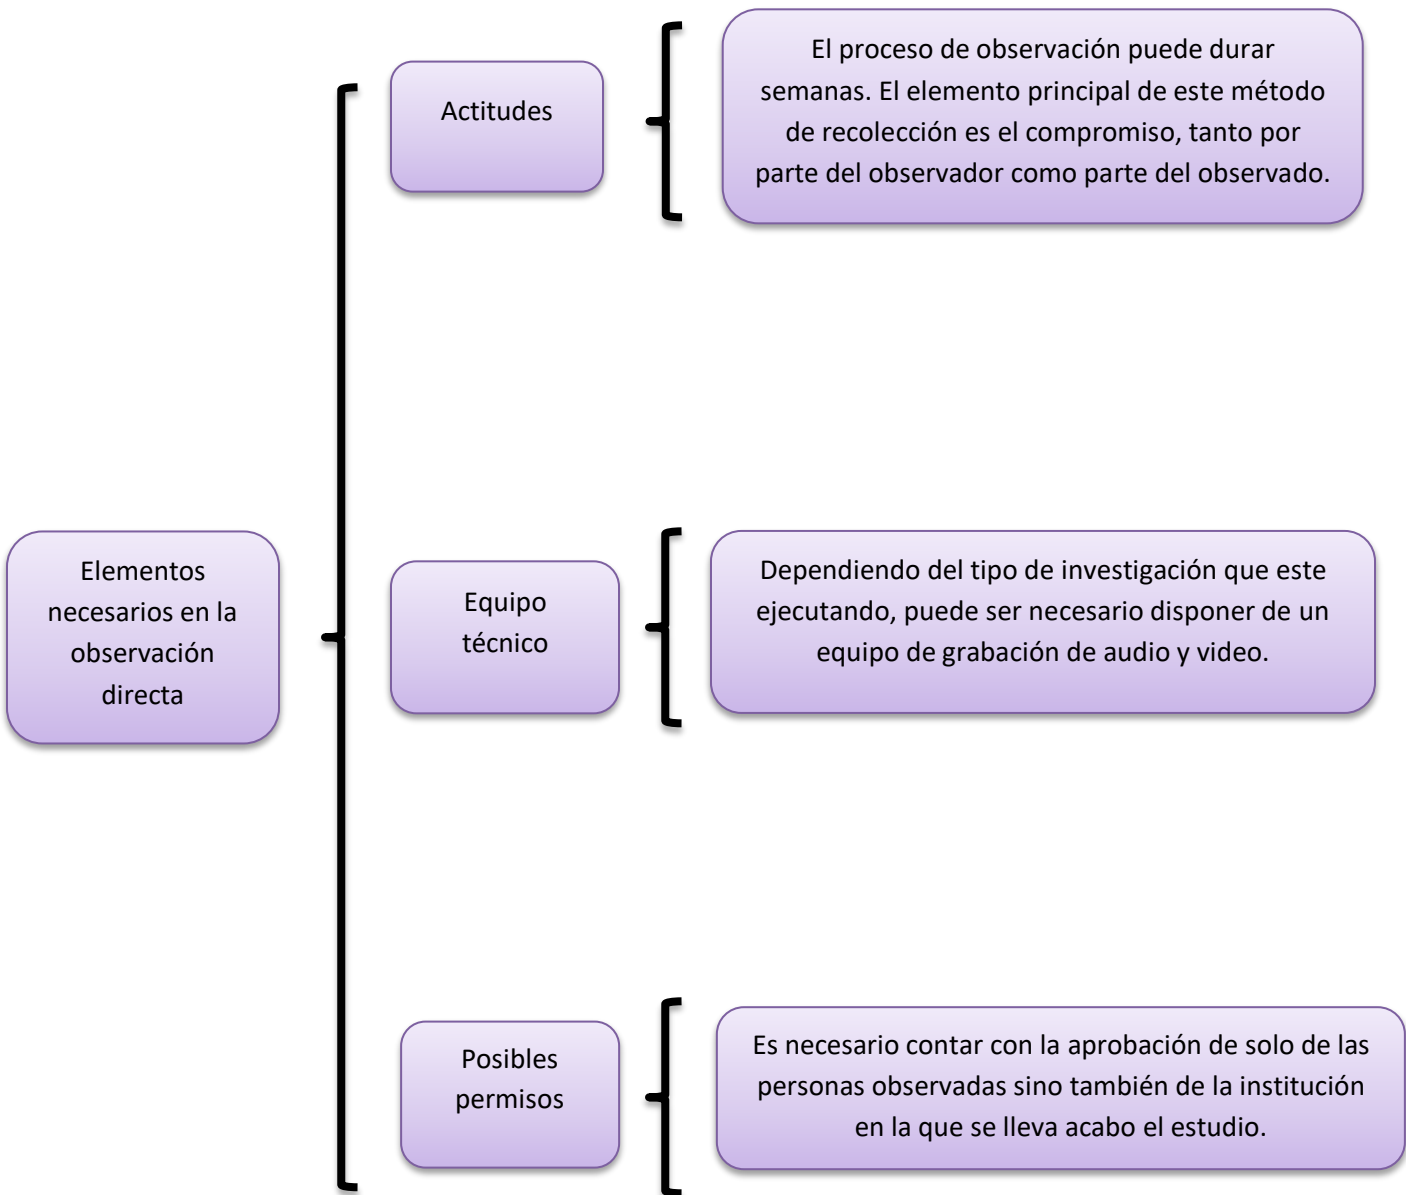 Elementos
necesarios en la
observación
directa
Actitudes
El proceso de observación puede durar
semanas. El elemento principal de este método
de recolección es el compromiso, tanto por
parte del observador como parte del observado.
Equipo
técnico
Dependiendo del tipo de investigación que este
ejecutando, puede ser necesario disponer de un
equipo de grabación de audio y video.
Posibles
permisos
Es necesario contar con la aprobación de solo de las
personas observadas sino también de la institución
en la que se lleva acabo el estudio.